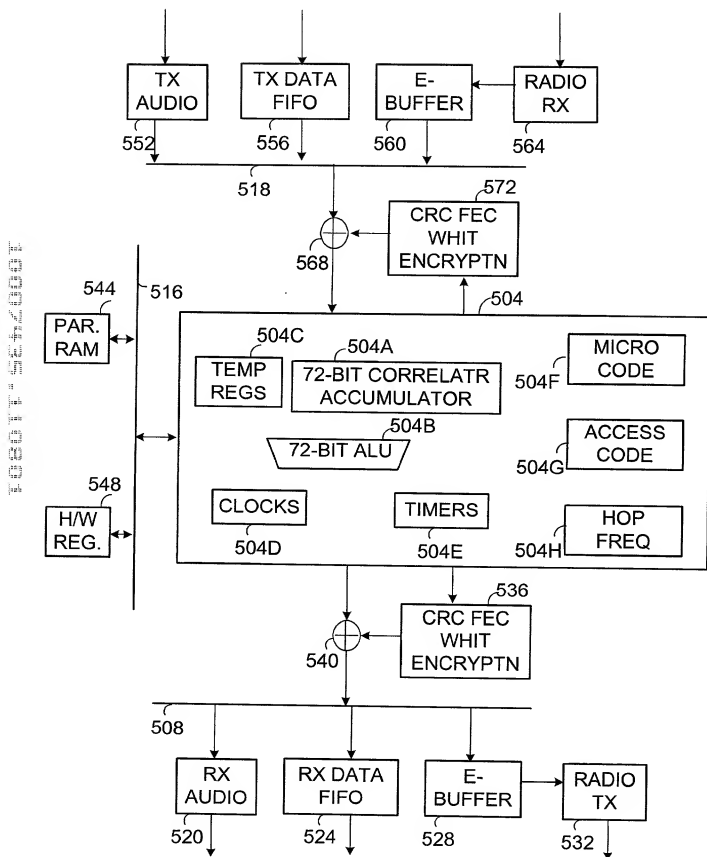 TX
AUDIO
552
TX DATA
FIFO
556
E-
BUFFER
560
RADIO
RX
564
518
572
CRC FEC
WHIT
ENCRYPTN
568
544
516
504
PAR.
RAM
504C
TEMP
REGS
504A
72-BIT CORRELATR
ACCUMULATOR
504B
72-BIT ALU
MICRO
CODE
504F
ACCESS
CODE
504G
548
H/W
REG.
CLOCKS
504D
TIMERS
504E
HOP
FREQ
504H
536
CRC FEC
WHIT
ENCRYPTN
540
508
RX
AUDIO
520
RX DATA
FIFO
524
E-
BUFFER
528
RADIO
TX
532